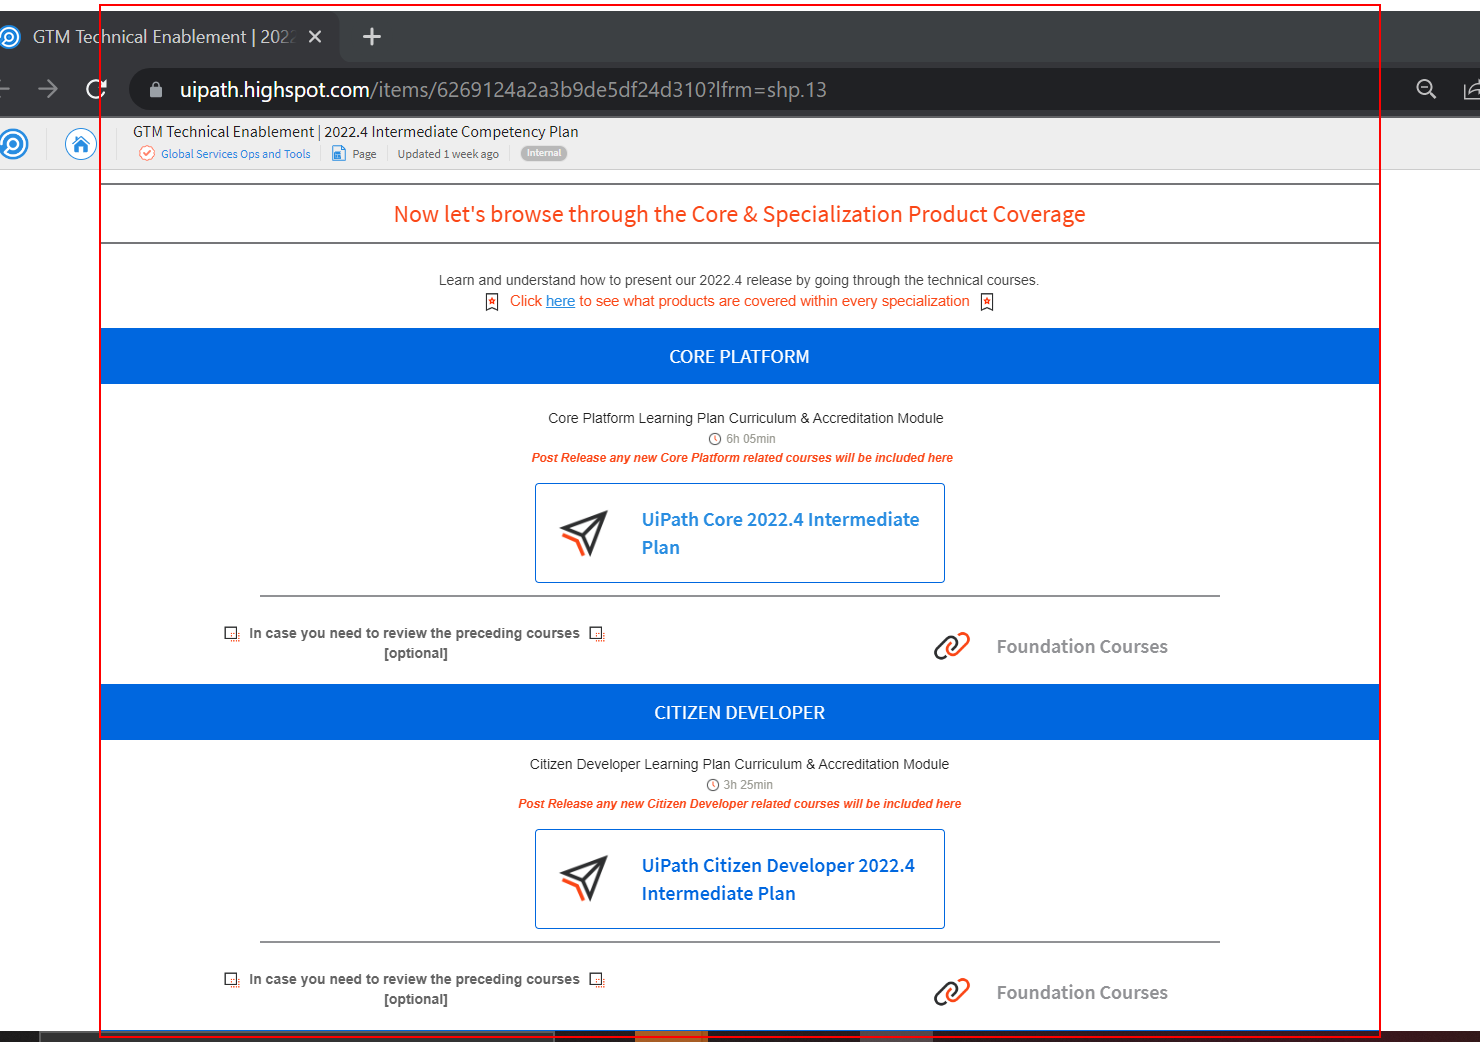 GTM Technical Enablement | 2022
uipath.highspot.com/items/6269124a2a3b9de5df24d310?lfrm=shp.13
GTM Technical Enablement | 2022.4 Intermediate Competency Plan
Global Services Ops and Tools Page Updated 1 week ago Internal
Now let's browse through the Core & Specialization Product Coverage
Learn and understand how to present our 2022.4 release by going through the technical courses.
Click here to see what products are covered within every specialization
CORE PLATFORM
Core Platform Learning Plan Curriculum & Accreditation Module
6h 05min
Post Release any new Core Platform related courses will be included here
UiPath Core 2022.4 Intermediate
Plan
In case you need to review the preceding courses
[optional]
Foundation Courses
CITIZEN DEVELOPER
Citizen Developer Learning Plan Curriculum & Accreditation Module
3h 25min
Post Release any new Citizen Developer related courses will be included here
UiPath Citizen Developer 2022.4
Intermediate Plan
In case you need to review the preceding courses
[optional]
Foundation Courses